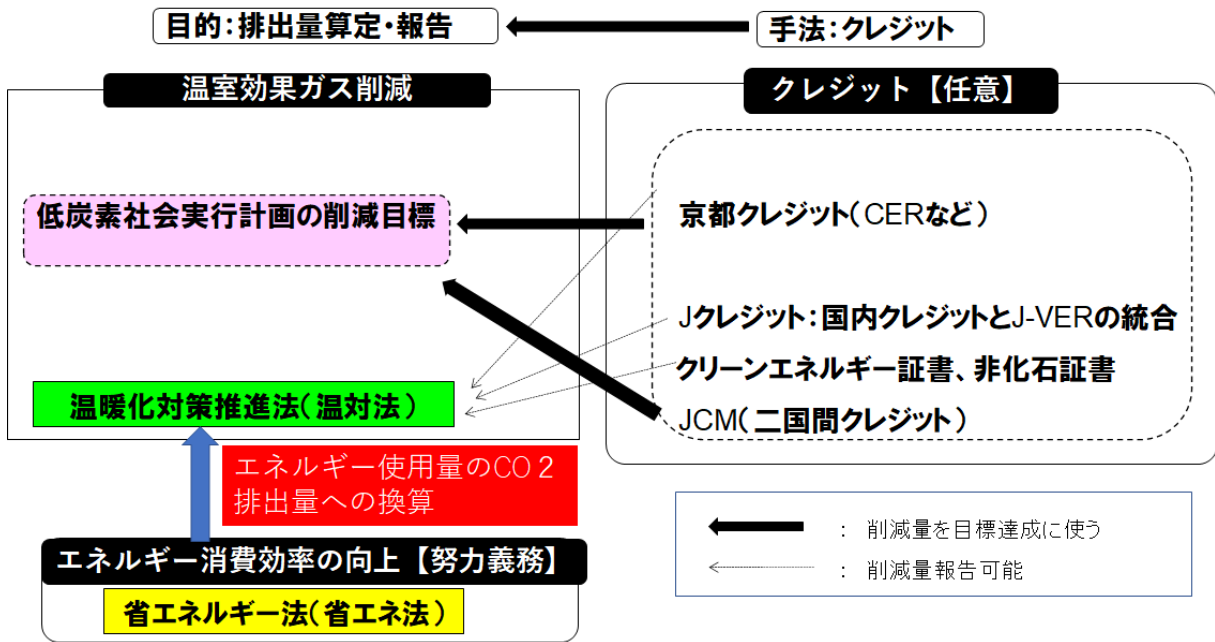 目的：排出量算定・報告
手法：クレジット
温室効果ガス削減
クレジット【任意】
低炭素社会実行計画の削減目標
京都クレジット（CERなど）
Jクレジット：国内クレジットとJ-VERの統合
クリーンエネルギー証書、非化石証書
JCM（二国間クレジット）
温暖化対策推進法（温対法）
エネルギー使用量のCO２
排出量への換算
エネルギー消費効率の向上【努力義務】
省エネルギー法（省エネ法）
： 削減量を目標達成に使う
： 削減量報告可能